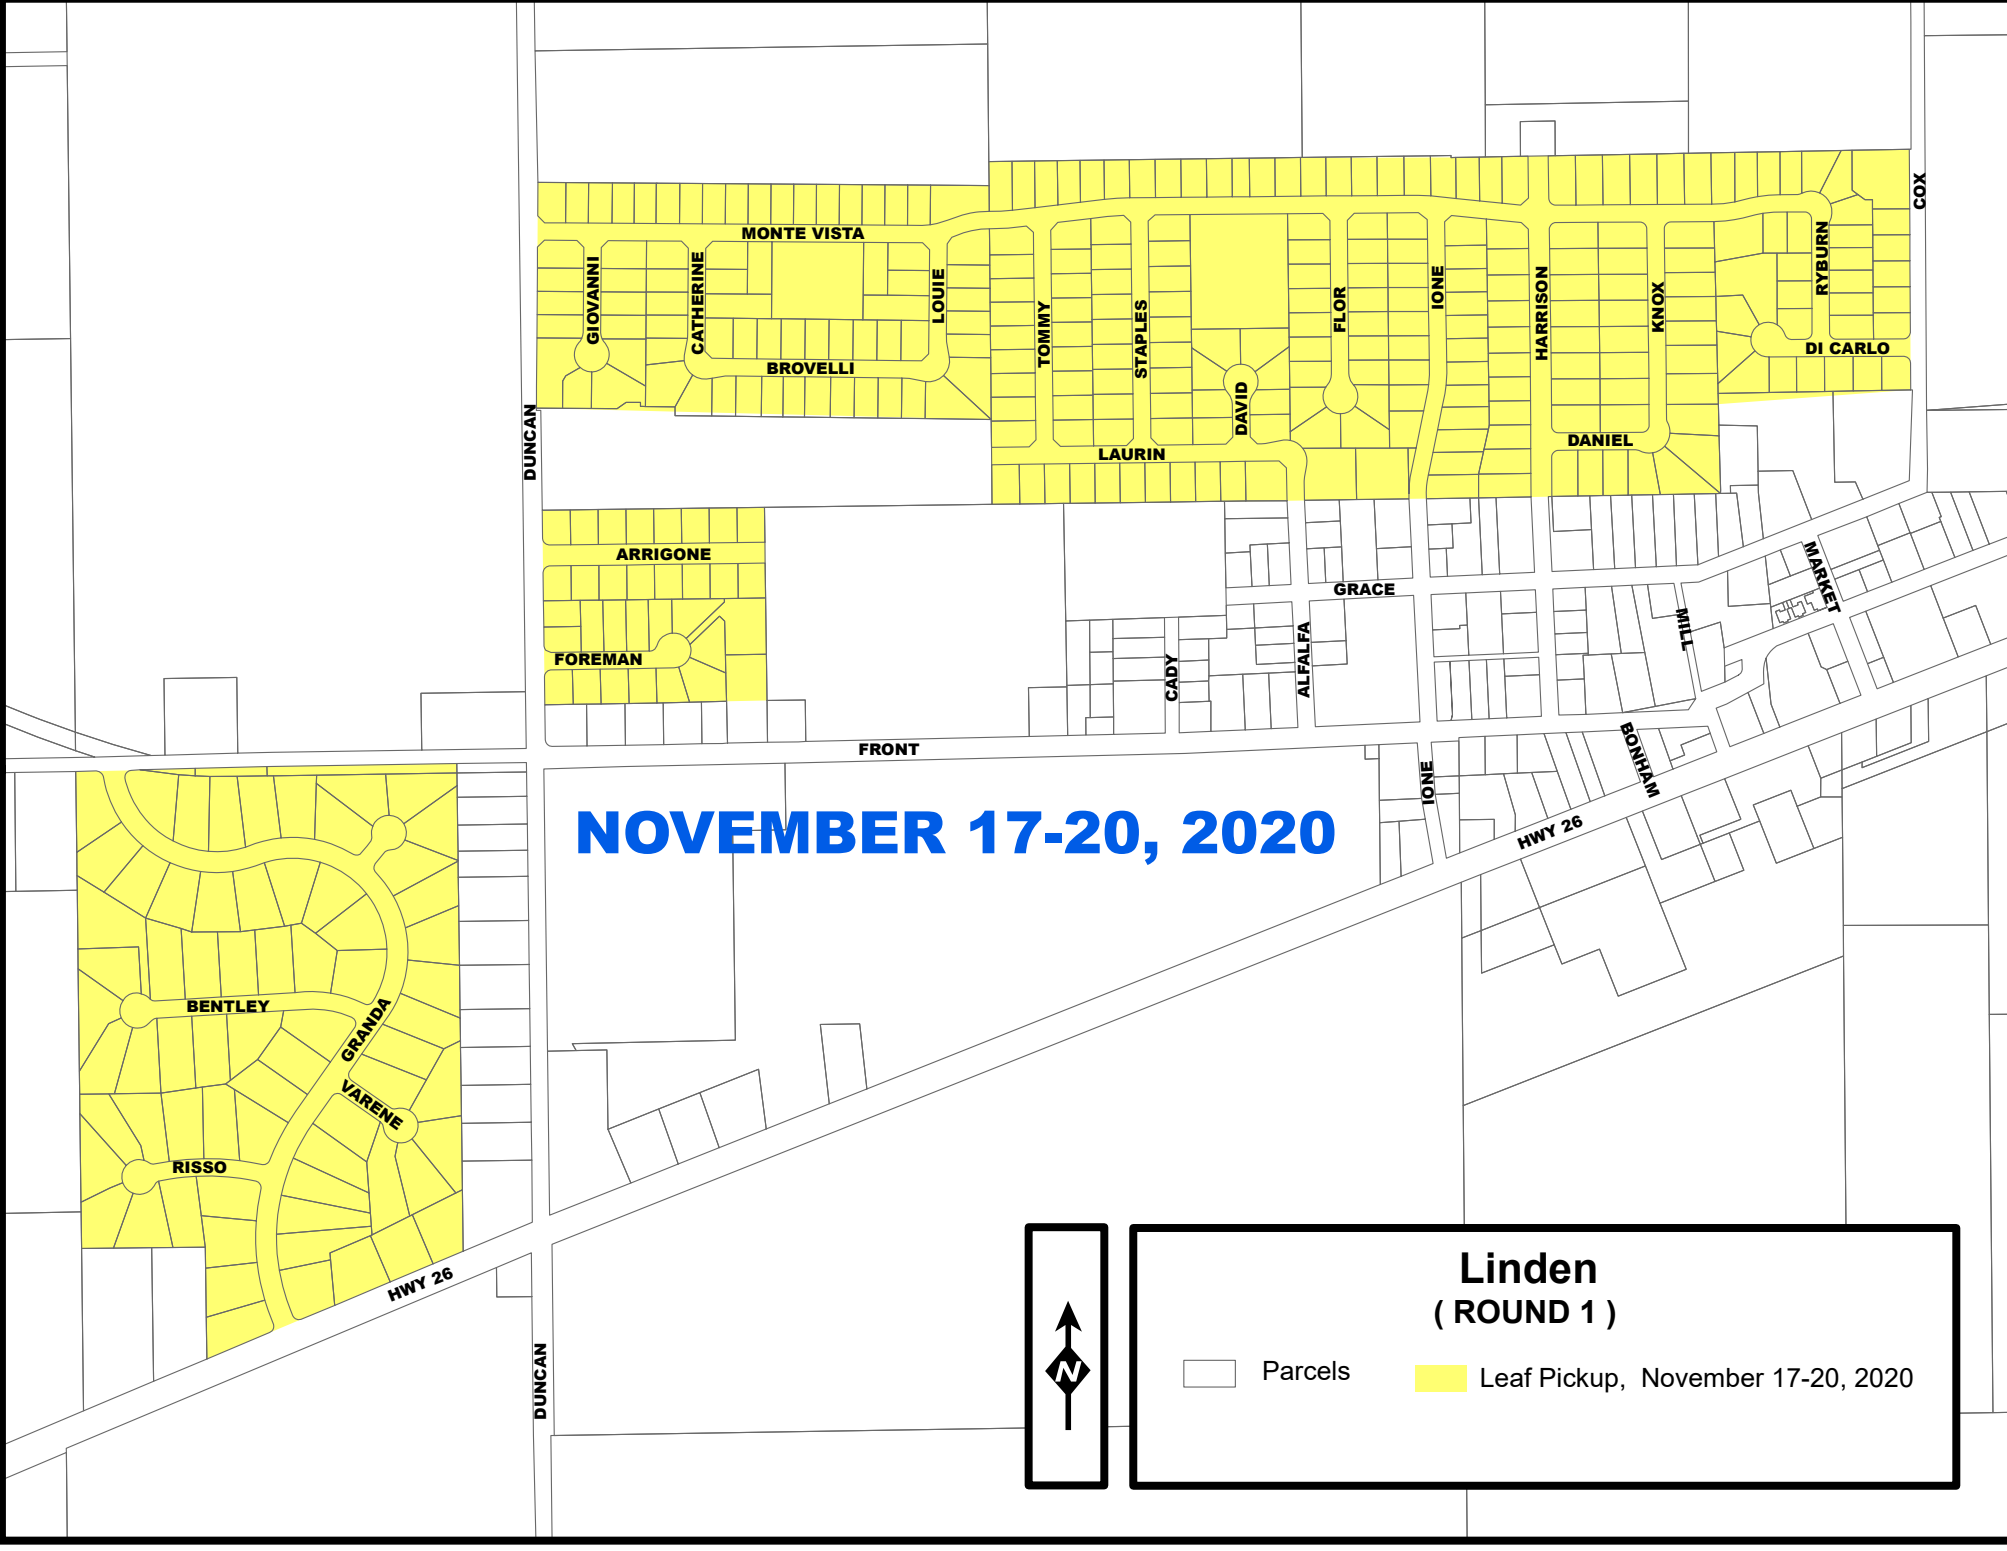 COX
MONTE VISTA
RYBURN
GIOVANNI
CATHERINE
LOUIE
IONE
HARRISON
KNOX
TOMMY
STAPLES
FLOR
DI CARLO
BROVELLI
DAVID
DUNCAN
DANIEL
LAURIN
ARRIGONE
MARKET
GRACE
MILL
FOREMAN
CADY
ALFALFA
FRONT
BONHAM
IONE
NOVEMBER 17-20, 2020
HWY 26
BENTLEY
GRANDA
VARENE
RISSO
HWY 26
DUNCAN
Linden
( ROUND 1 )
N
Parcels
Leaf Pickup, November 17-20, 2020